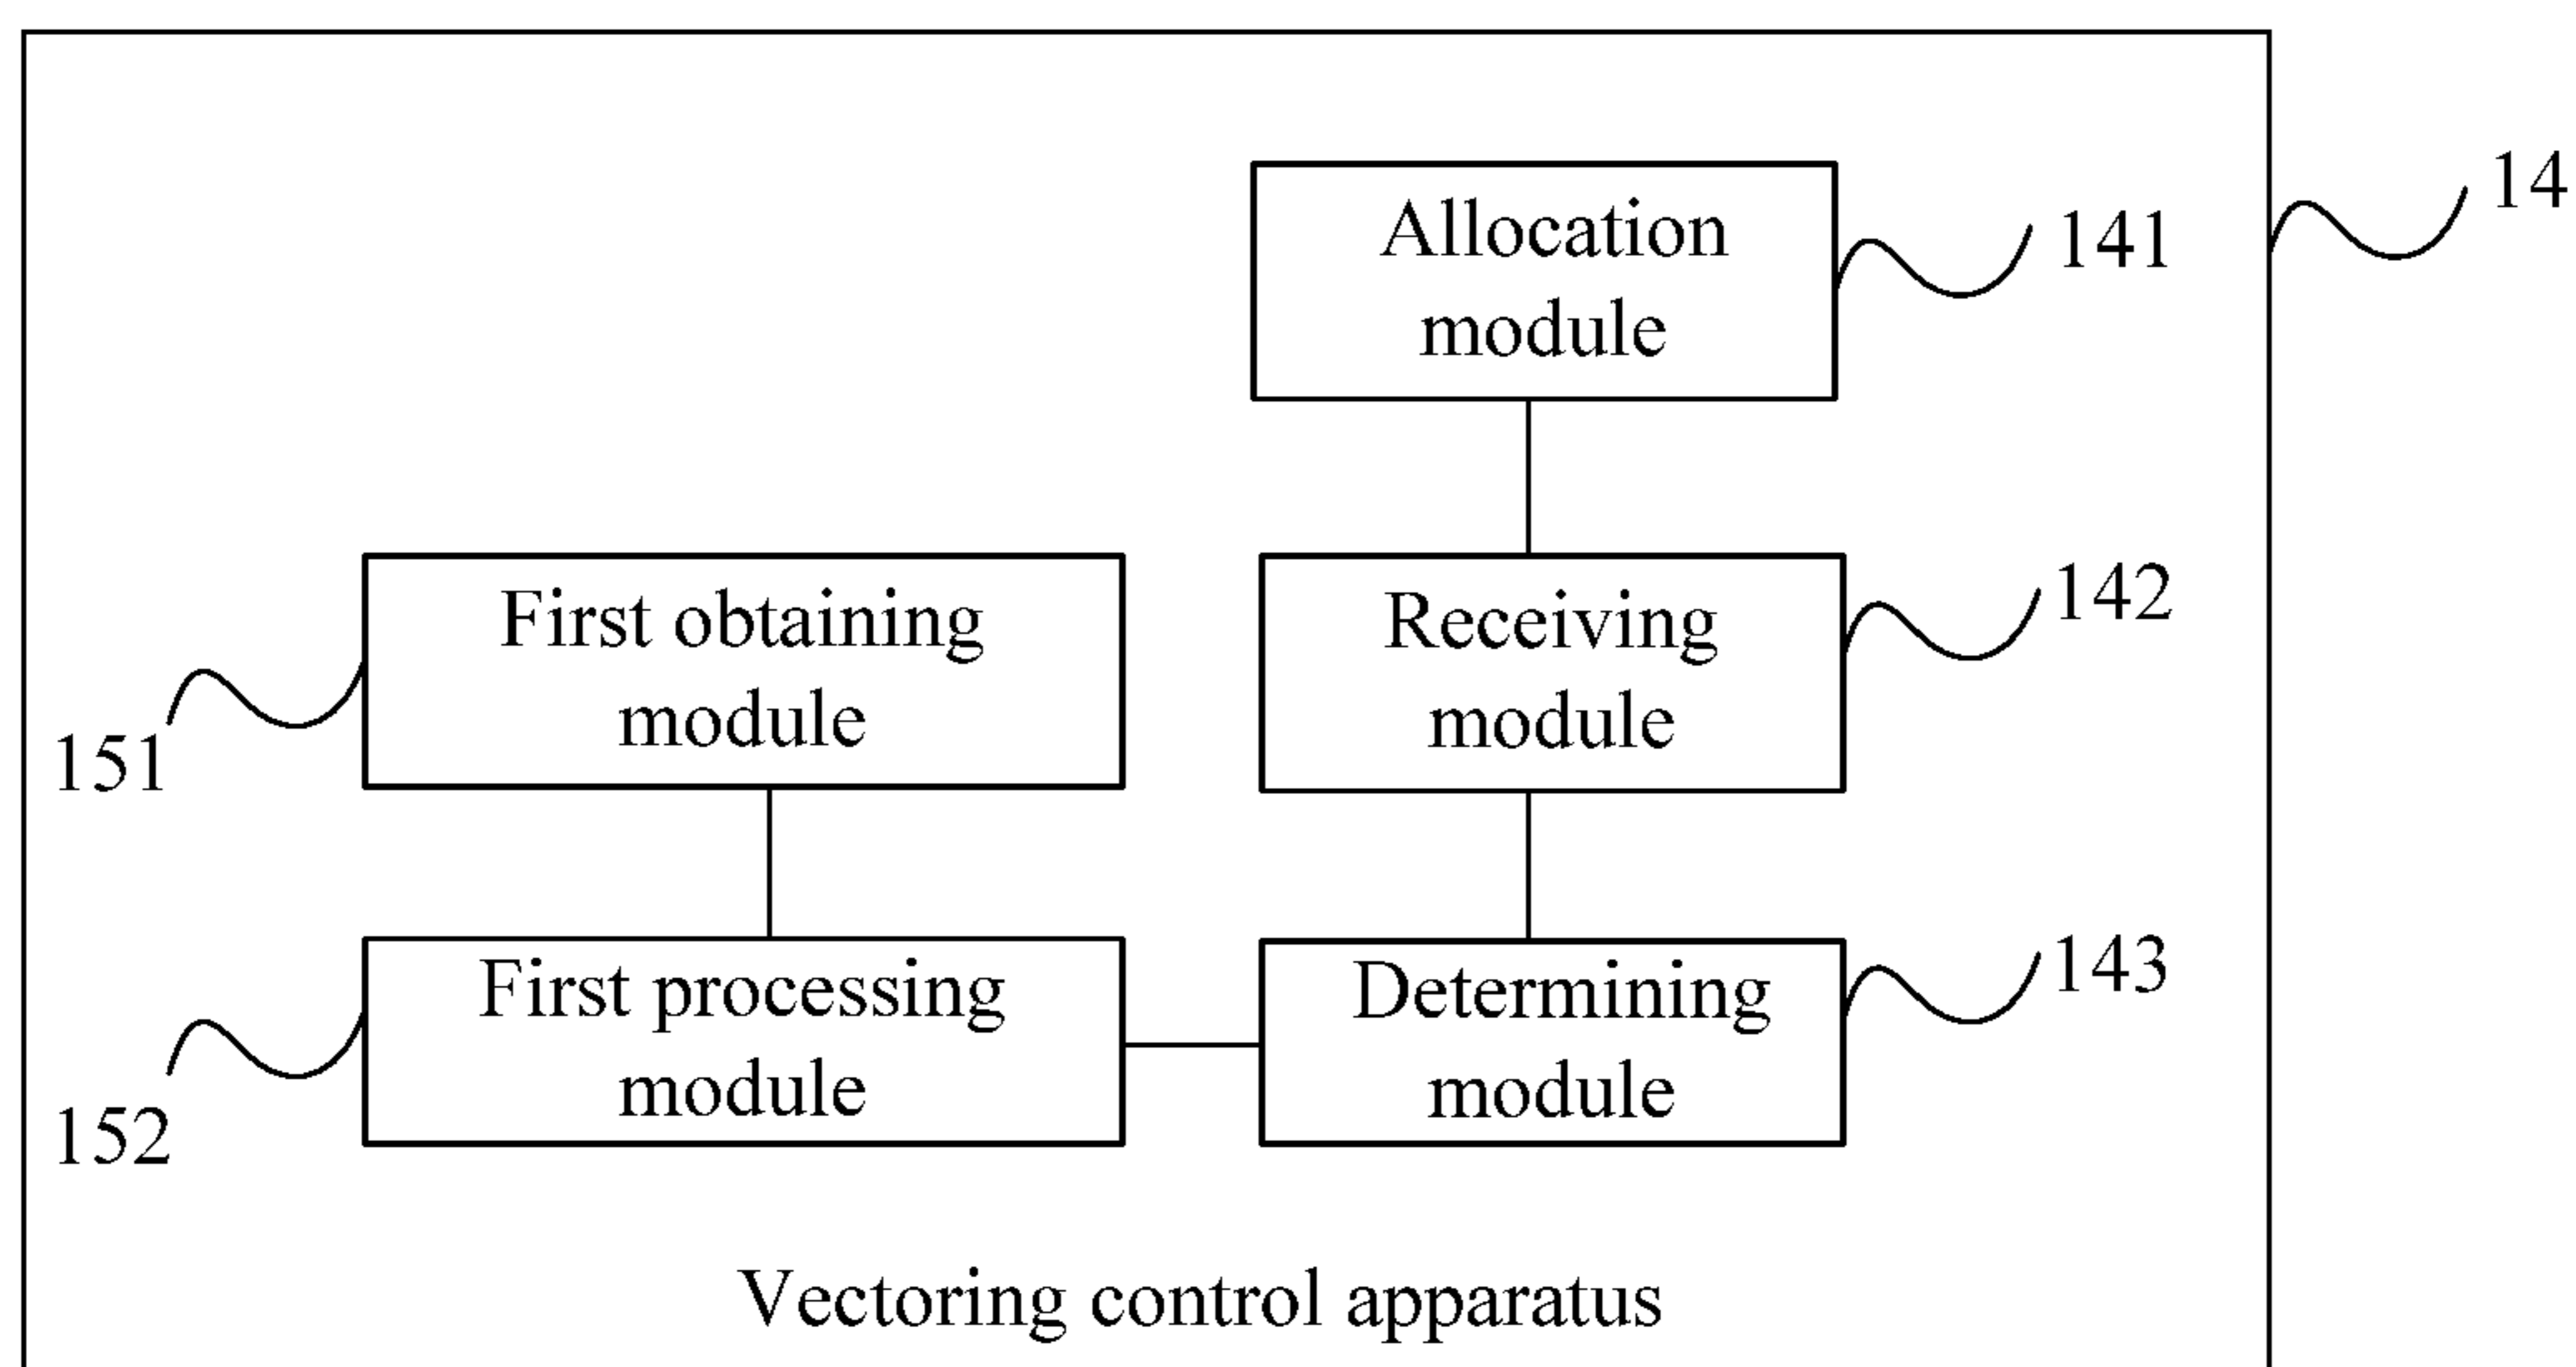 14
Allocation
module
141
First obtaining
module
151
Receiving
module
142
First processing
module
152
Determining
module
143
Vectoring control apparatus